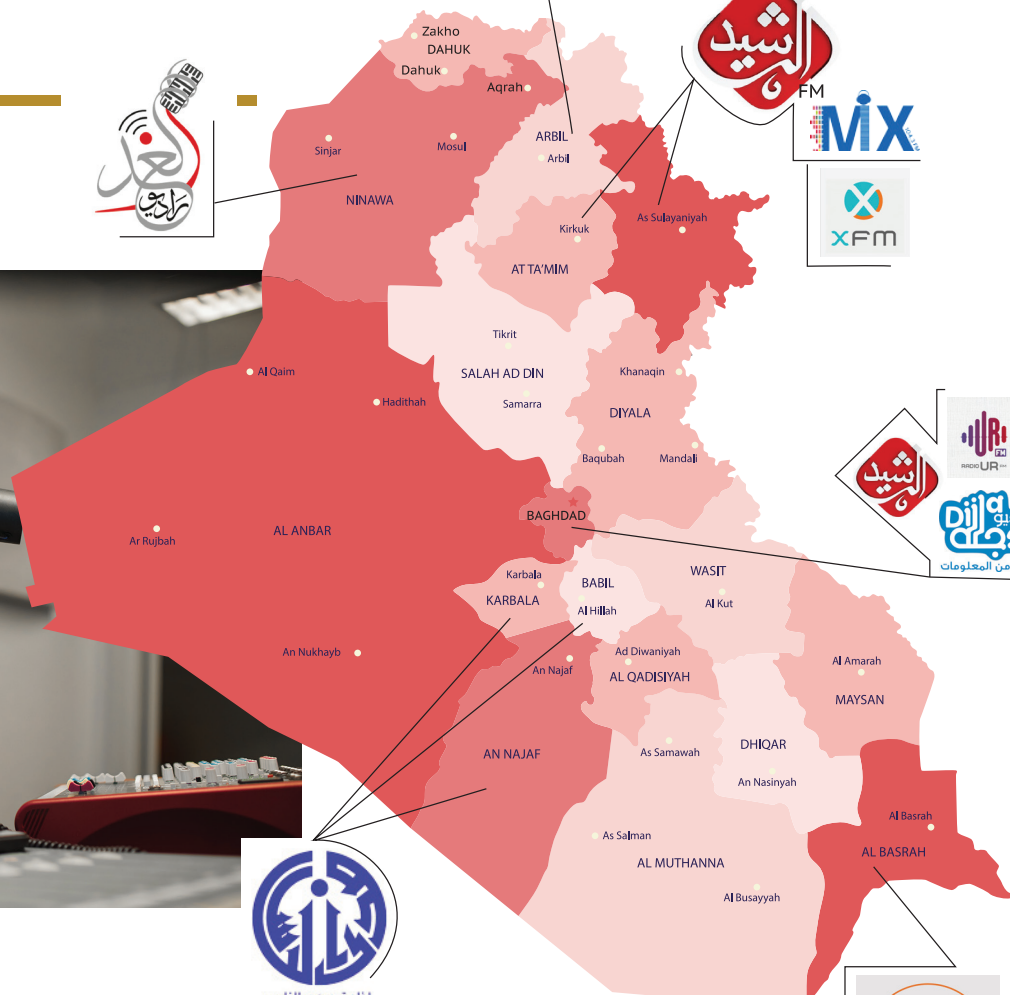 Zakho
DAHUK
Dahuk
Aqrah
الرشيد
FM
MIX
XFM
راديو
الغد
Sinjar
Mosul
NINAWA
ARBIL
Arbil
Kirkuk
AT TA'MIM
As Sulayaniyah
Tikrit
SALAH AD DIN
Samarra
Khanaqin
DIYALA
Baqubah
Mandali
Al Qaim
Hadithah
الرشيد
UR
FM
RADIO UR
Dijla
دجلة
من المعلومات
BAGHDAD
AL ANBAR
Ar Rujbah
Karbala
KARBALA
BABIL
Al Hillah
WASIT
Al Kut
An Nukhayb
An Najaf
Ad Diwaniyah
AL QADISIYAH
Al Amarah
MAYSAN
AN NAJAF
As Samawah
DHIQAR
An Nasinyah
As Salman
AL MUTHANNA
Al Busayyah
Al Basrah
AL BASRAH